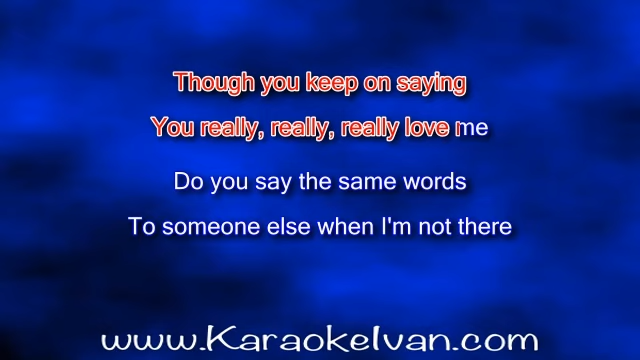 Though you keep on saying
You really, really, really love me
Do you say the same words
To someone else when I'm not there
www.KaraokeIvan.com